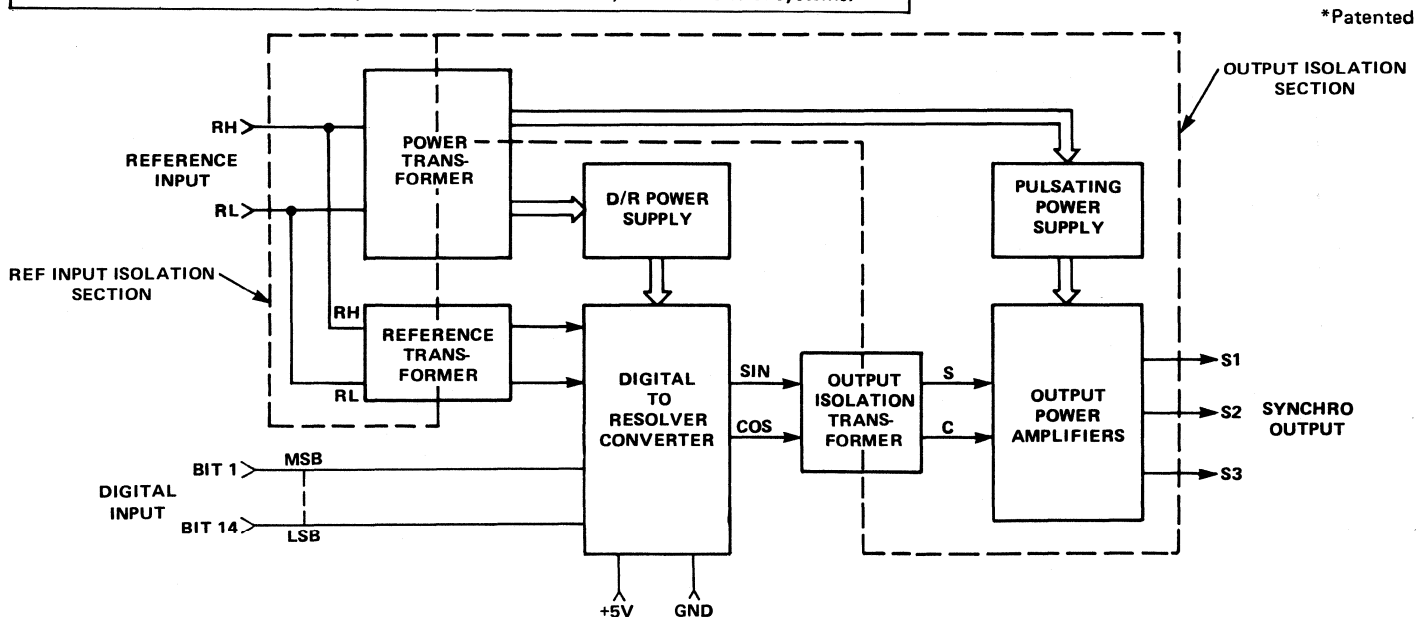 systems.
*Patented
OUTPUT ISOLATION
SECTION
RH
REFERENCE
INPUT
RL
POWER
TRANS-
FORMER
D/R POWER
SUPPLY
PULSATING
POWER
SUPPLY
REF INPUT ISOLATION
SECTION
RH
REFERENCE
TRANS-
FORMER
RL
DIGITAL
TO
RESOLVER
CONVERTER
SIN
COS
OUTPUT
ISOLATION
TRANS-
FORMER
S
C
OUTPUT
POWER
AMPLIFIERS
S1
S2
S3
SYNCHRO
OUTPUT
BIT 1
MSB
DIGITAL
INPUT
BIT 14
LSB
+5V
GND